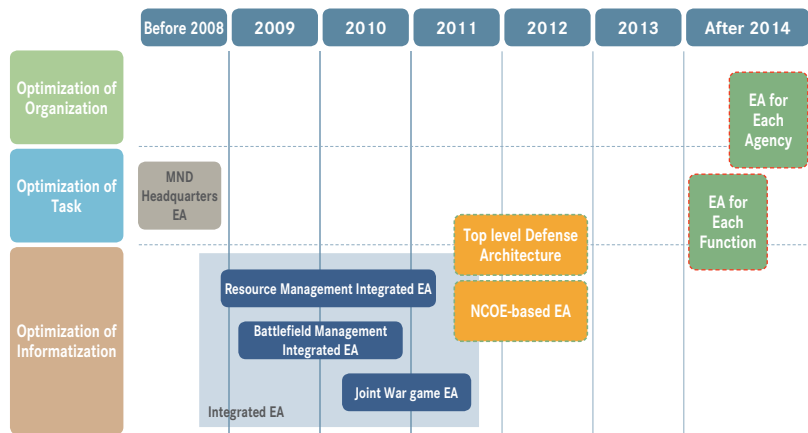 Before 2008
2009
2010
2011
2012
2013
After 2014
Optimization of
Organization
EA for
Each
Agency
Optimization of
Task
MND
Headquarters
EA
EA for
Each
Function
Top level Defense
Architecture
Optimization of
Informatization
Resource Management Integrated EA
NCOE-based EA
Battlefield Management
Integrated EA
Joint War game EA
Integrated EA